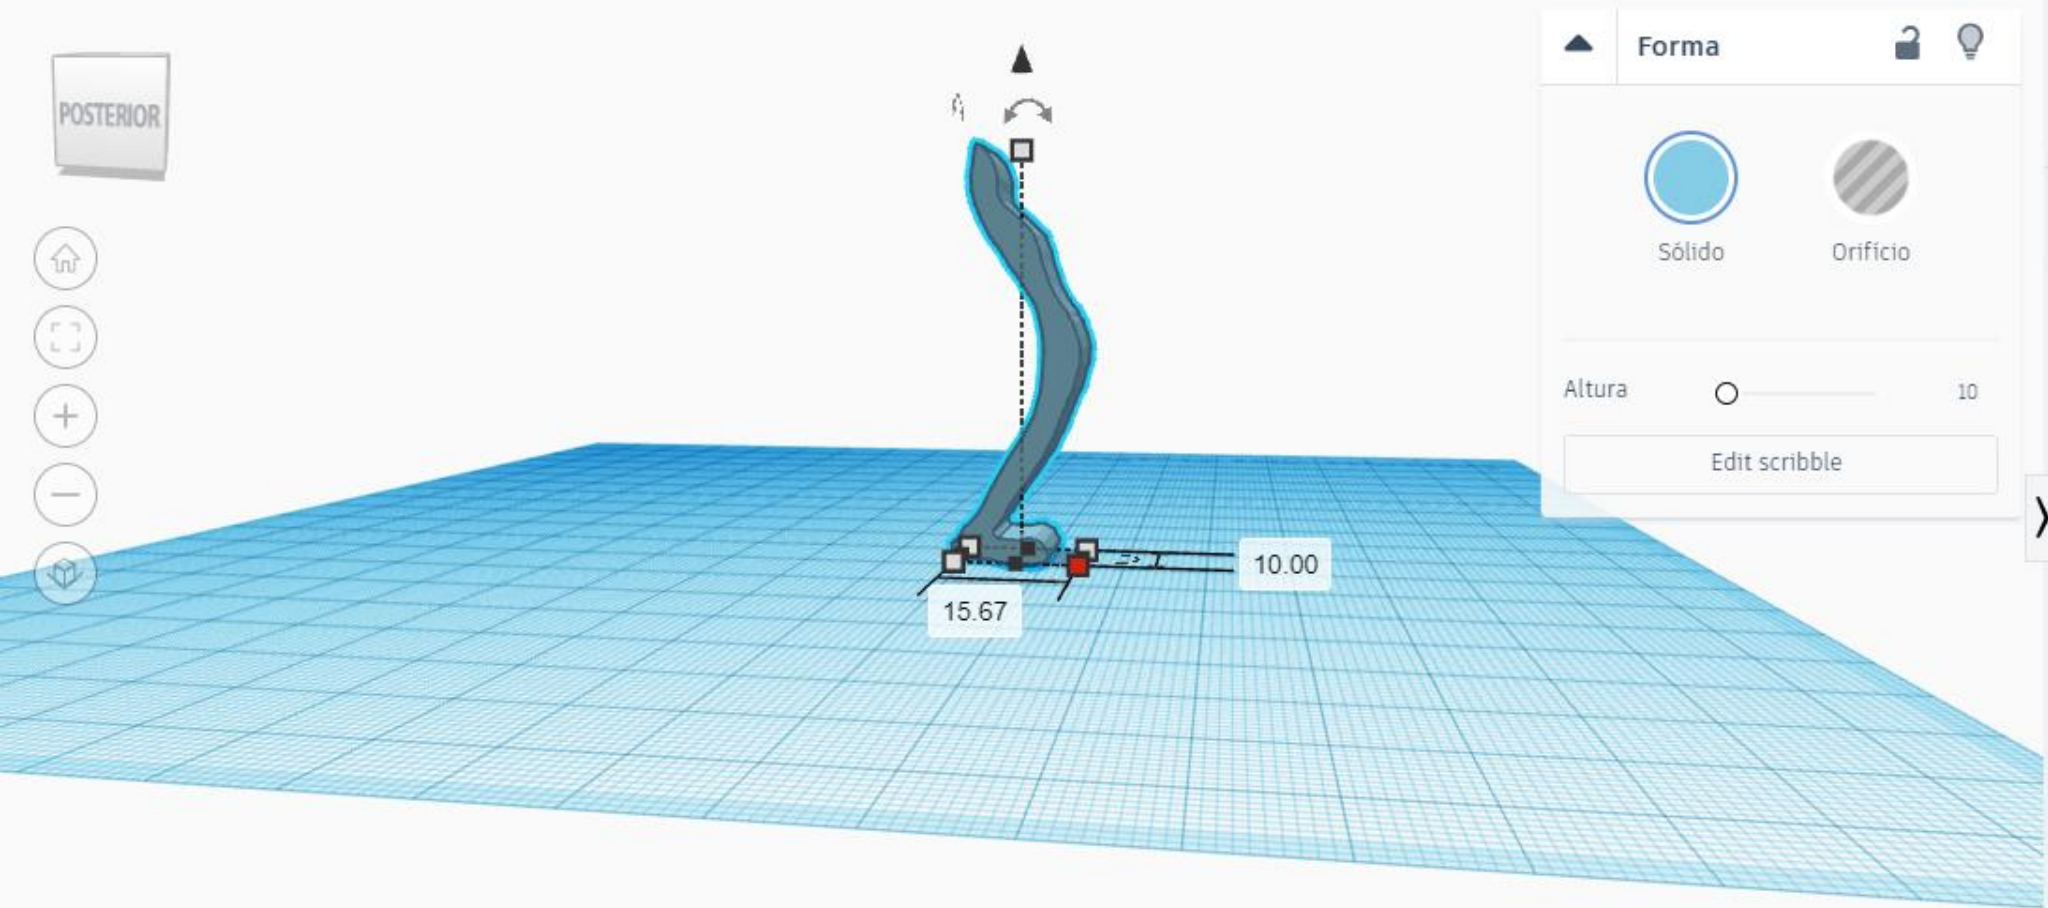 POSTERIOR
Forma
Sólido
Orifício
Altura
10
Edit scribble
10.00
15.67